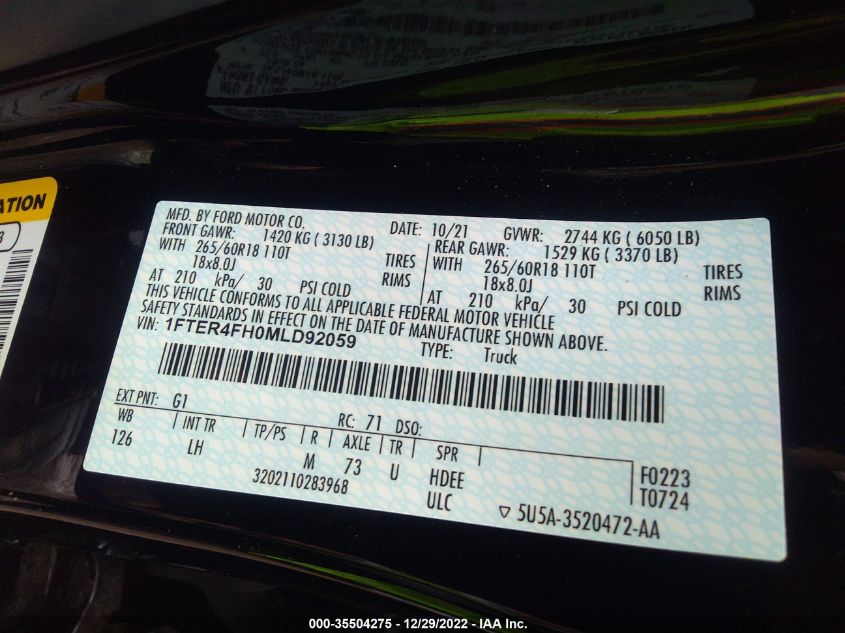 ATION
3
MFD. BY FORD MOTOR CO. DATE: 10/21 GVWR: 2744 KG ( 6050 LB)
FRONT GAWR: 1420 KG ( 3130 LB) REAR GAWR: 1529 KG ( 3370 LB)
WITH 265/60R18 110T TIRES WITH 265/60R18 110T TIRES
18x8.0J RIMS 18x8.0J RIMS
AT 210 kPa/ 30 PSI COLD AT 210 kPa/ 30 PSI COLD
THIS VEHICLE CONFORMS TO ALL APPLICABLE FEDERAL MOTOR VEHICLE
SAFETY STANDARDS IN EFFECT ON THE DATE OF MANUFACTURE SHOWN ABOVE.
VIN: 1FTER4FH0MLD92059 TYPE: Truck
EXT PNT: G1 RC: 71 DSO:
WB INT TR TP/PS R AXLE TR SPR
126 LH M 73 U HDEE F0223
3202110283968 ULC T0724
▽ 5U5A-3520472-AA
000-35504275 - 12/29/2022 - IAA Inc.